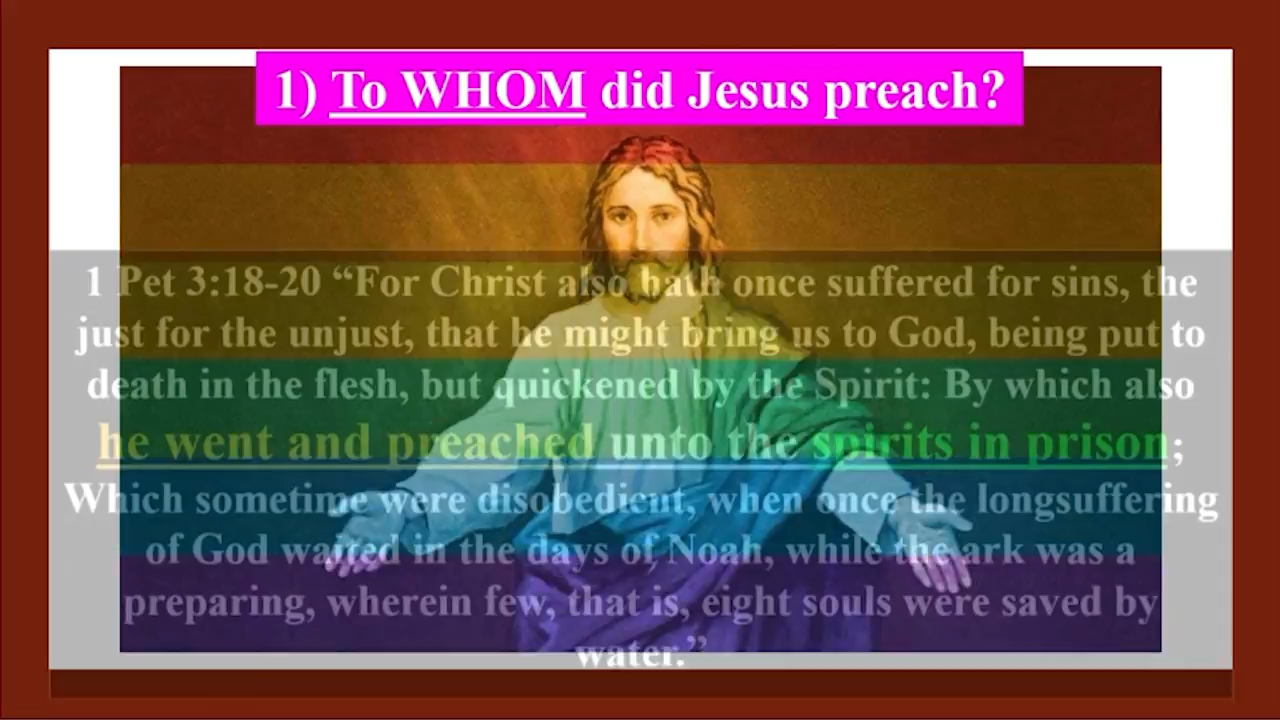 1) To WHOM did Jesus preach?
1 Pet 3:18-20 “For Christ also hath once suffered for sins, the
just for the unjust, that he might bring us to God, being put to
death in the flesh, but quickened by the Spirit: By which also
he went and preached unto the spirits in prison;
Which sometime were disobedient, when once the longsuffering
of God waited in the days of Noah, while the ark was a
preparing, wherein few, that is, eight souls were saved by
water.”